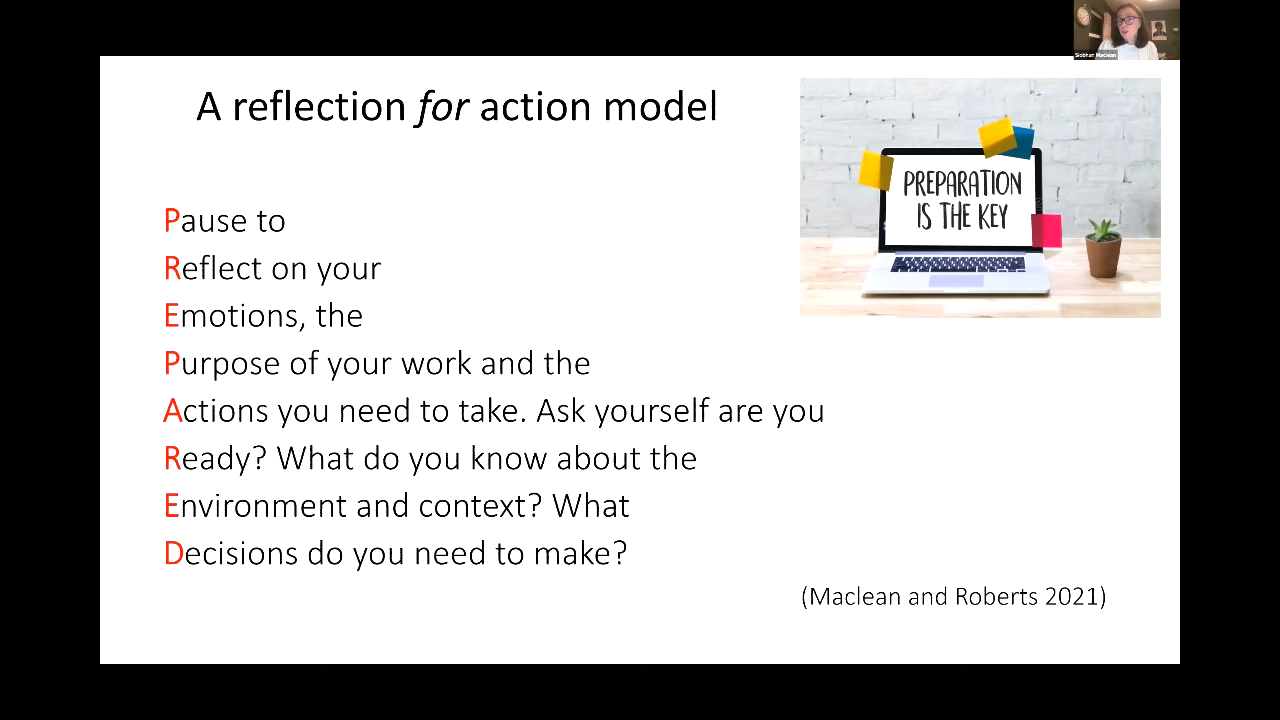 Siobhan Maclean
A reflection for action model
PREPARATION
IS THE KEY
Pause to
Reflect on your
Emotions, the
Purpose of your work and the
Actions you need to take. Ask yourself are you
Ready? What do you know about the
Environment and context? What
Decisions do you need to make?
(Maclean and Roberts 2021)